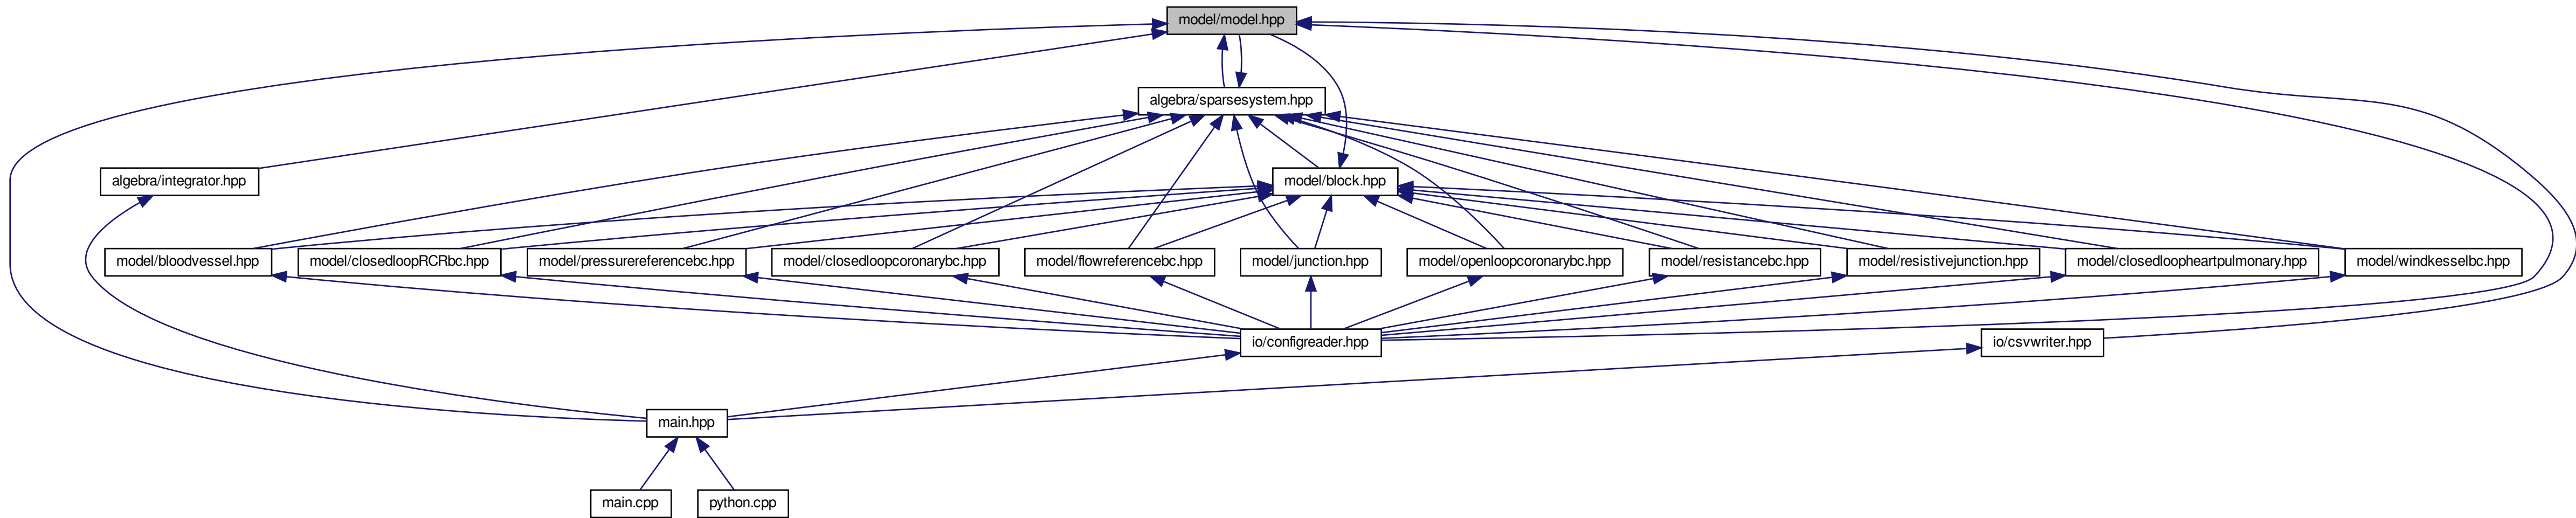 model/model.hpp
algebra/sparsesystem.hpp
algebra/integrator.hpp
model/block.hpp
model/bloodvessel.hpp
model/closedloopRCRbc.hpp
model/pressurereferencebc.hpp
model/closedloopcoronarybc.hpp
model/flowreferencebc.hpp
model/junction.hpp
model/openloopcoronarybc.hpp
model/resistancebc.hpp
model/resistivejunction.hpp
model/closedloopheartpulmonary.hpp
model/windkesselbc.hpp
io/configreader.hpp
io/csvwriter.hpp
main.hpp
main.cpp
python.cpp